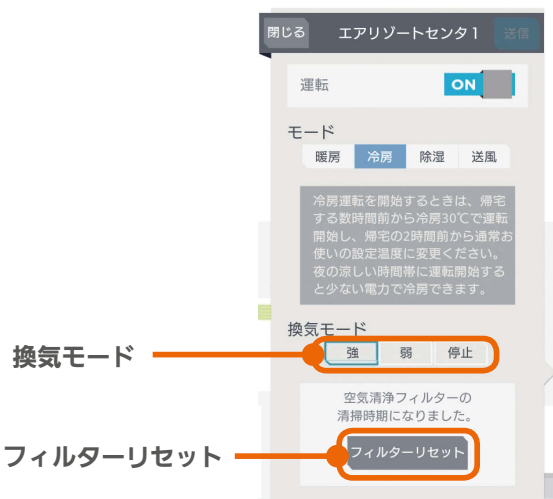 閉じる エアリゾートセンタ1 送信
運転 ON
モード
暖房 冷房 除湿 送風
冷房運転を開始するときは、帰宅
する数時間前から冷房30℃で運転
開始し、帰宅の2時間前から通常お
使いの設定温度に変更ください。
夜の涼しい時間帯に運転開始する
と少ない電力で冷房できます。
換気モード
換気モード
強 弱 停止
空気清浄フィルターの
清掃時期になりました。
フィルターリセット
フィルターリセット